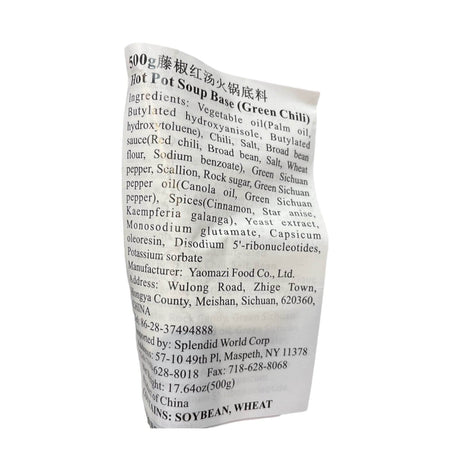 500g藤椒红汤火锅底料
Hot Pot Soup Base (Green Chili)
Ingredients: Vegetable oil(Palm oil,
Butylated hydroxyanisole, Butylated
hydroxytoluene), Chili, Salt, Broad bean
sauce(Red chili, Broad bean, Salt, Wheat
flour, Sodium benzoate), Green Sichuan
pepper, Scallion, Rock sugar, Green Sichuan
pepper oil(Canola oil, Green Sichuan
pepper), Spices(Cinnamon, Star anise,
Kaempferia galanga), Yeast extract,
Monosodium glutamate, Capsicum
oleoresin, Disodium 5'-ribonucleotides,
Potassium sorbate
Manufacturer: Yaomazi Food Co., Ltd.
Address: Wulong Road, Zhige Town,
County, Meishan, Sichuan, 620360,
86-28-37494888
by: Splendid World Corp
57-10 49th Pl, Maspeth, NY 11378
628-8018 Fax: 718-628-8068
17.64oz(500g)
of China
SOYBEAN, WHEAT